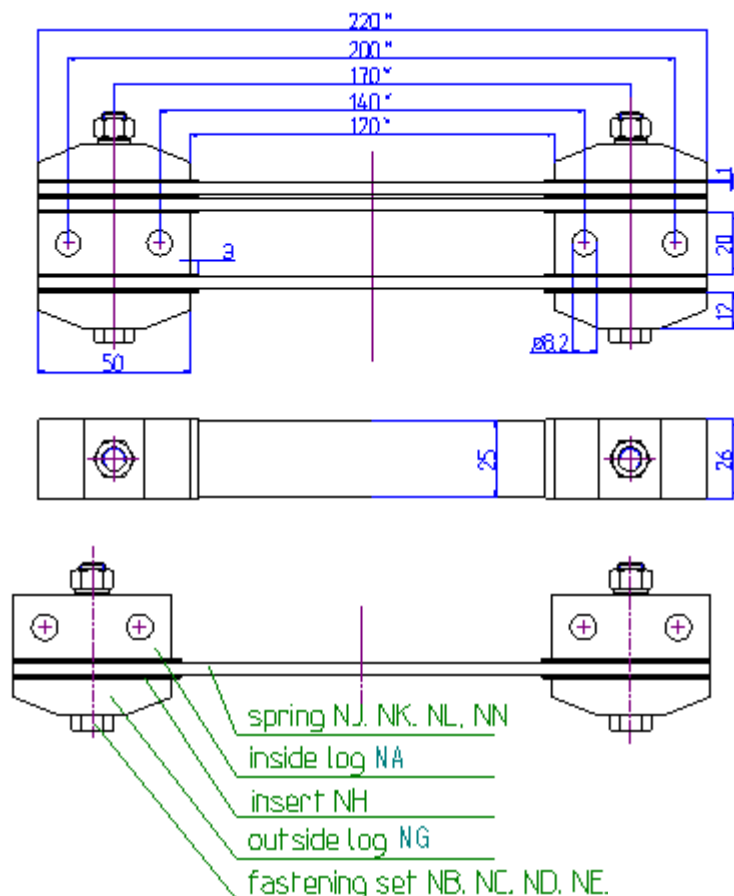 220"
200"
170"
140"
120"
1
20
3
12
ø8.2
50
25
26
spring NJ. NK. NL, NN
inside log NA
insert NH
outside log NG
fastening set NB, NC, ND, NE.